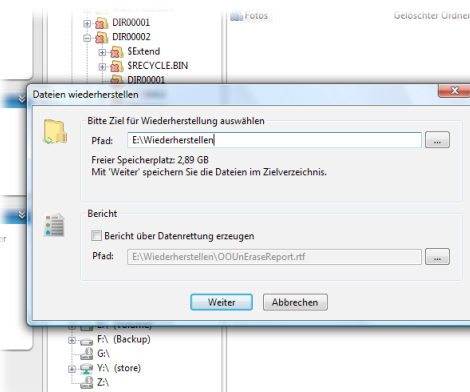 DIR00001
Fotos
Gelöschter Ordner
DIR00002
$Extend
$RECYCLE.BIN
DIR00001
Dateien wiederherstellen
Bitte Ziel für Wiederherstellung auswählen
Pfad: E:\Wiederherstellen ...
Freier Speicherplatz: 2,89 GB
Mit 'Weiter' speichern Sie die Dateien im Zielverzeichnis.
Bericht
Bericht über Datenrettung erzeugen
Pfad: E:\Wiederherstellen\OOUnEraseReport.rtf ...
Weiter Abbrechen
er
F:\ (Backup)
G:\
Y:\ (store)
Z:\